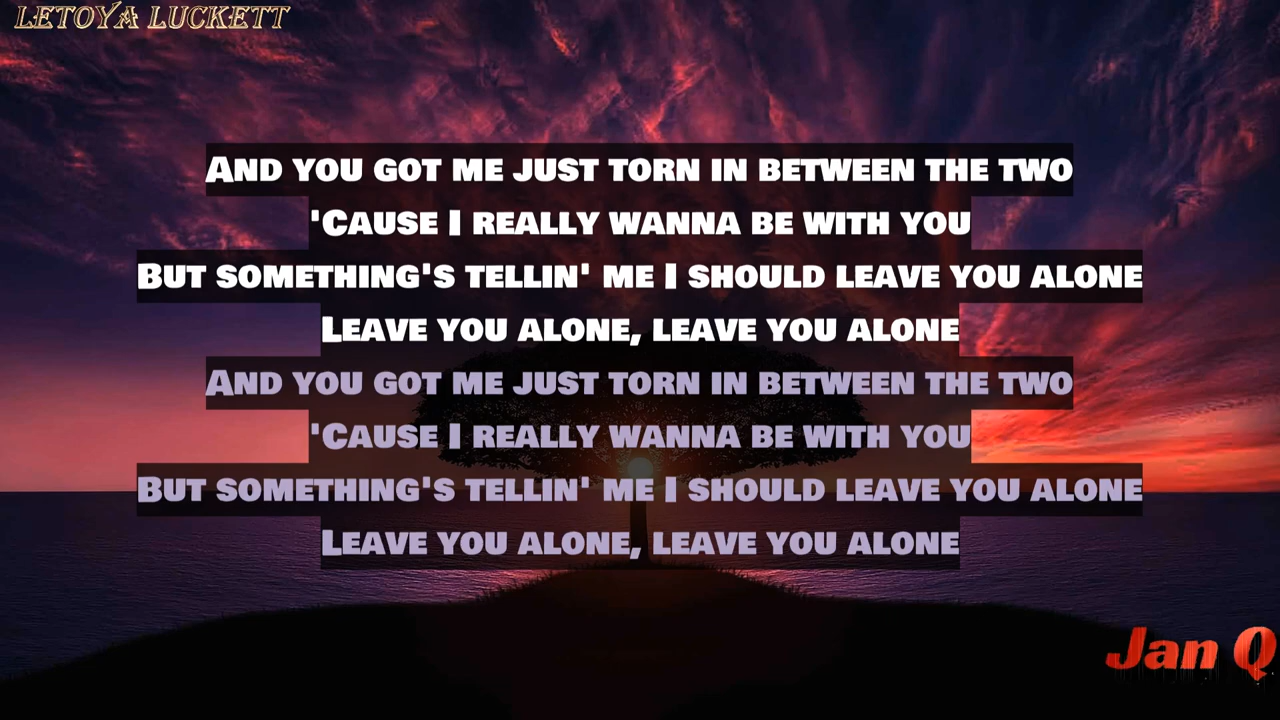 LETOYA LUCKETT
AND YOU GOT ME JUST TORN IN BETWEEN THE TWO
'CAUSE I REALLY WANNA BE WITH YOU
BUT SOMETHING'S TELLIN' ME I SHOULD LEAVE YOU ALONE
LEAVE YOU ALONE, LEAVE YOU ALONE
AND YOU GOT ME JUST TORN IN BETWEEN THE TWO
'CAUSE I REALLY WANNA BE WITH YOU
BUT SOMETHING'S TELLIN' ME I SHOULD LEAVE YOU ALONE
LEAVE YOU ALONE, LEAVE YOU ALONE
Jan Q